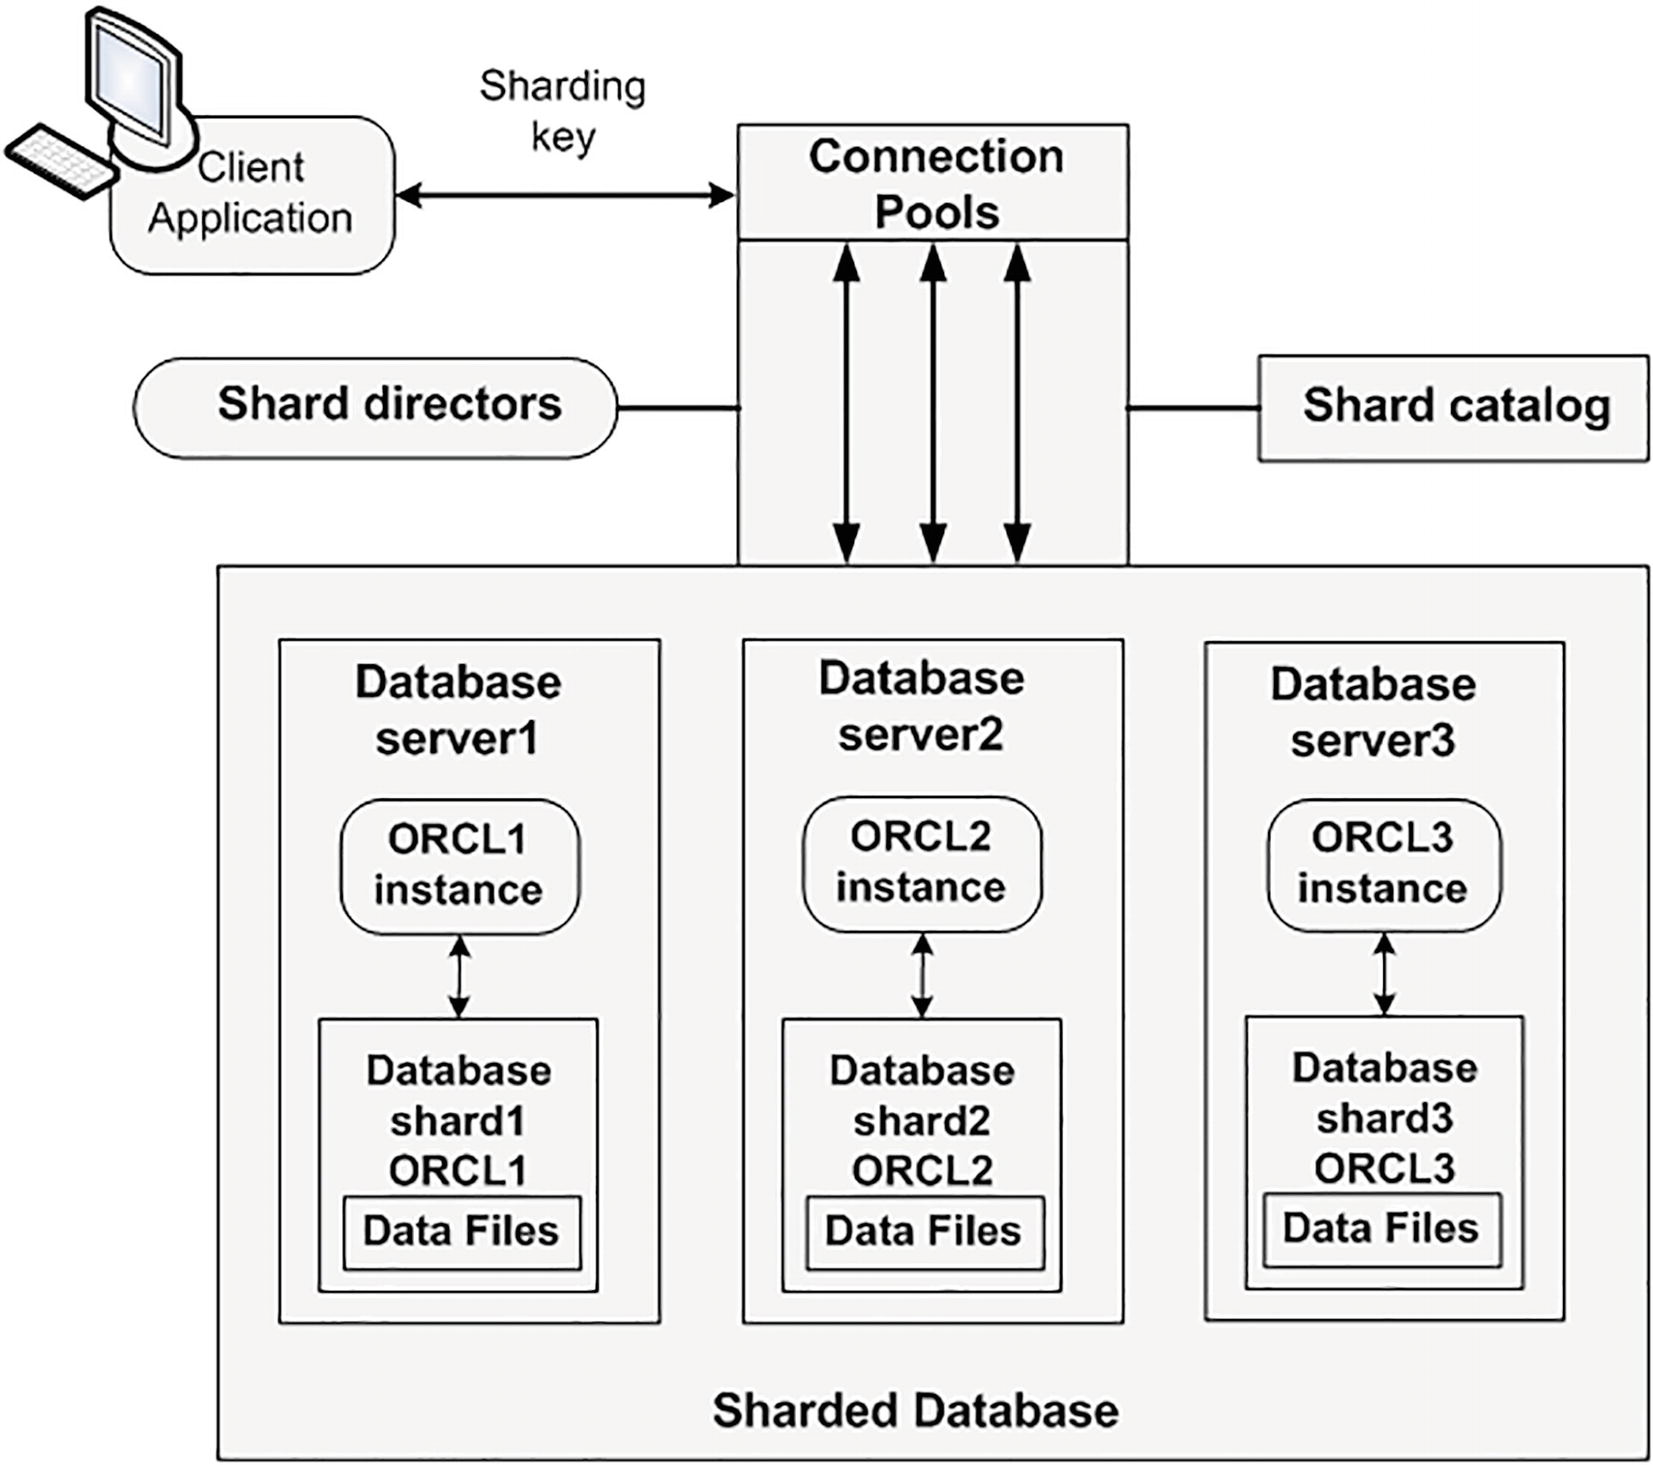 Sharding
key
Client
Application
Connection
Pools
Shard directors
Shard catalog
Database
server1
ORCL1
instance
Database
shard1
ORCL1
Data Files
Database
server2
ORCL2
instance
Database
shard2
ORCL2
Data Files
Database
server3
ORCL3
instance
Database
shard3
ORCL3
Data Files
Sharded Database